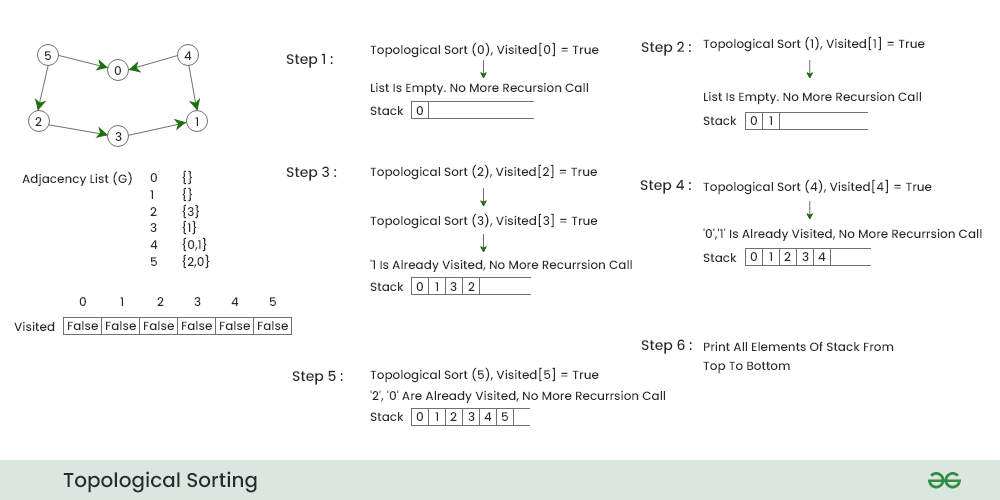 5 4
0
2 1
3
Adjacency List (G)
0 {}
1 {}
2 {3}
3 {1}
4 {0,1}
5 {2,0}
0 1 2 3 4 5
Visited False False False False False False
Step 1 :
Topological Sort (0), Visited[0] = True
List Is Empty. No More Recursion Call
Stack 0
Step 2 :
Topological Sort (1), Visited[1] = True
List Is Empty. No More Recursion Call
Stack 0 1
Step 3 :
Topological Sort (2), Visited[2] = True
Topological Sort (3), Visited[3] = True
'1 Is Already Visited, No More Recurrsion Call
Stack 0 1 3 2
Step 4 :
Topological Sort (4), Visited[4] = True
'0','1' Is Already Visited, No More Recurrsion Call
Stack 0 1 2 3 4
Step 5 :
Topological Sort (5), Visited[5] = True
'2', '0' Are Already Visited, No More Recurrsion Call
Stack 0 1 2 3 4 5
Step 6 :
Print All Elements Of Stack From
Top To Bottom
Topological Sorting